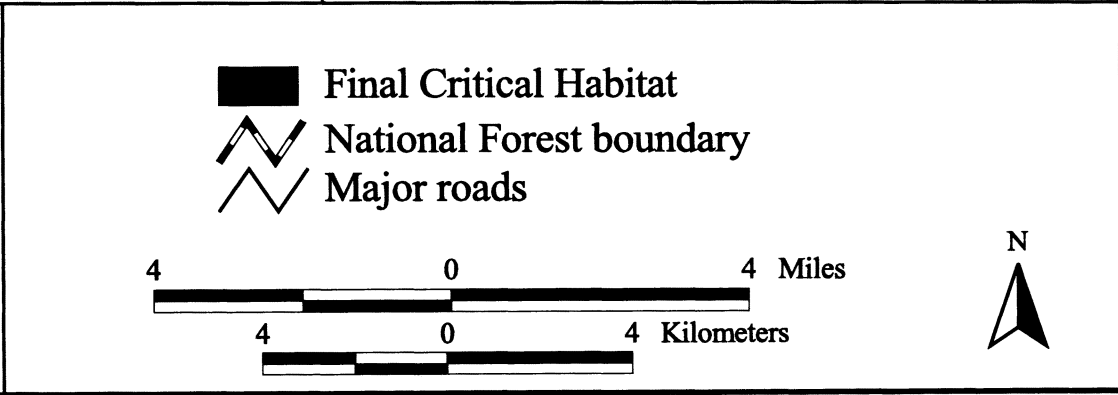 Final Critical Habitat
National Forest boundary
Major roads
N
4 0 4 Miles
4 0 4 Kilometers